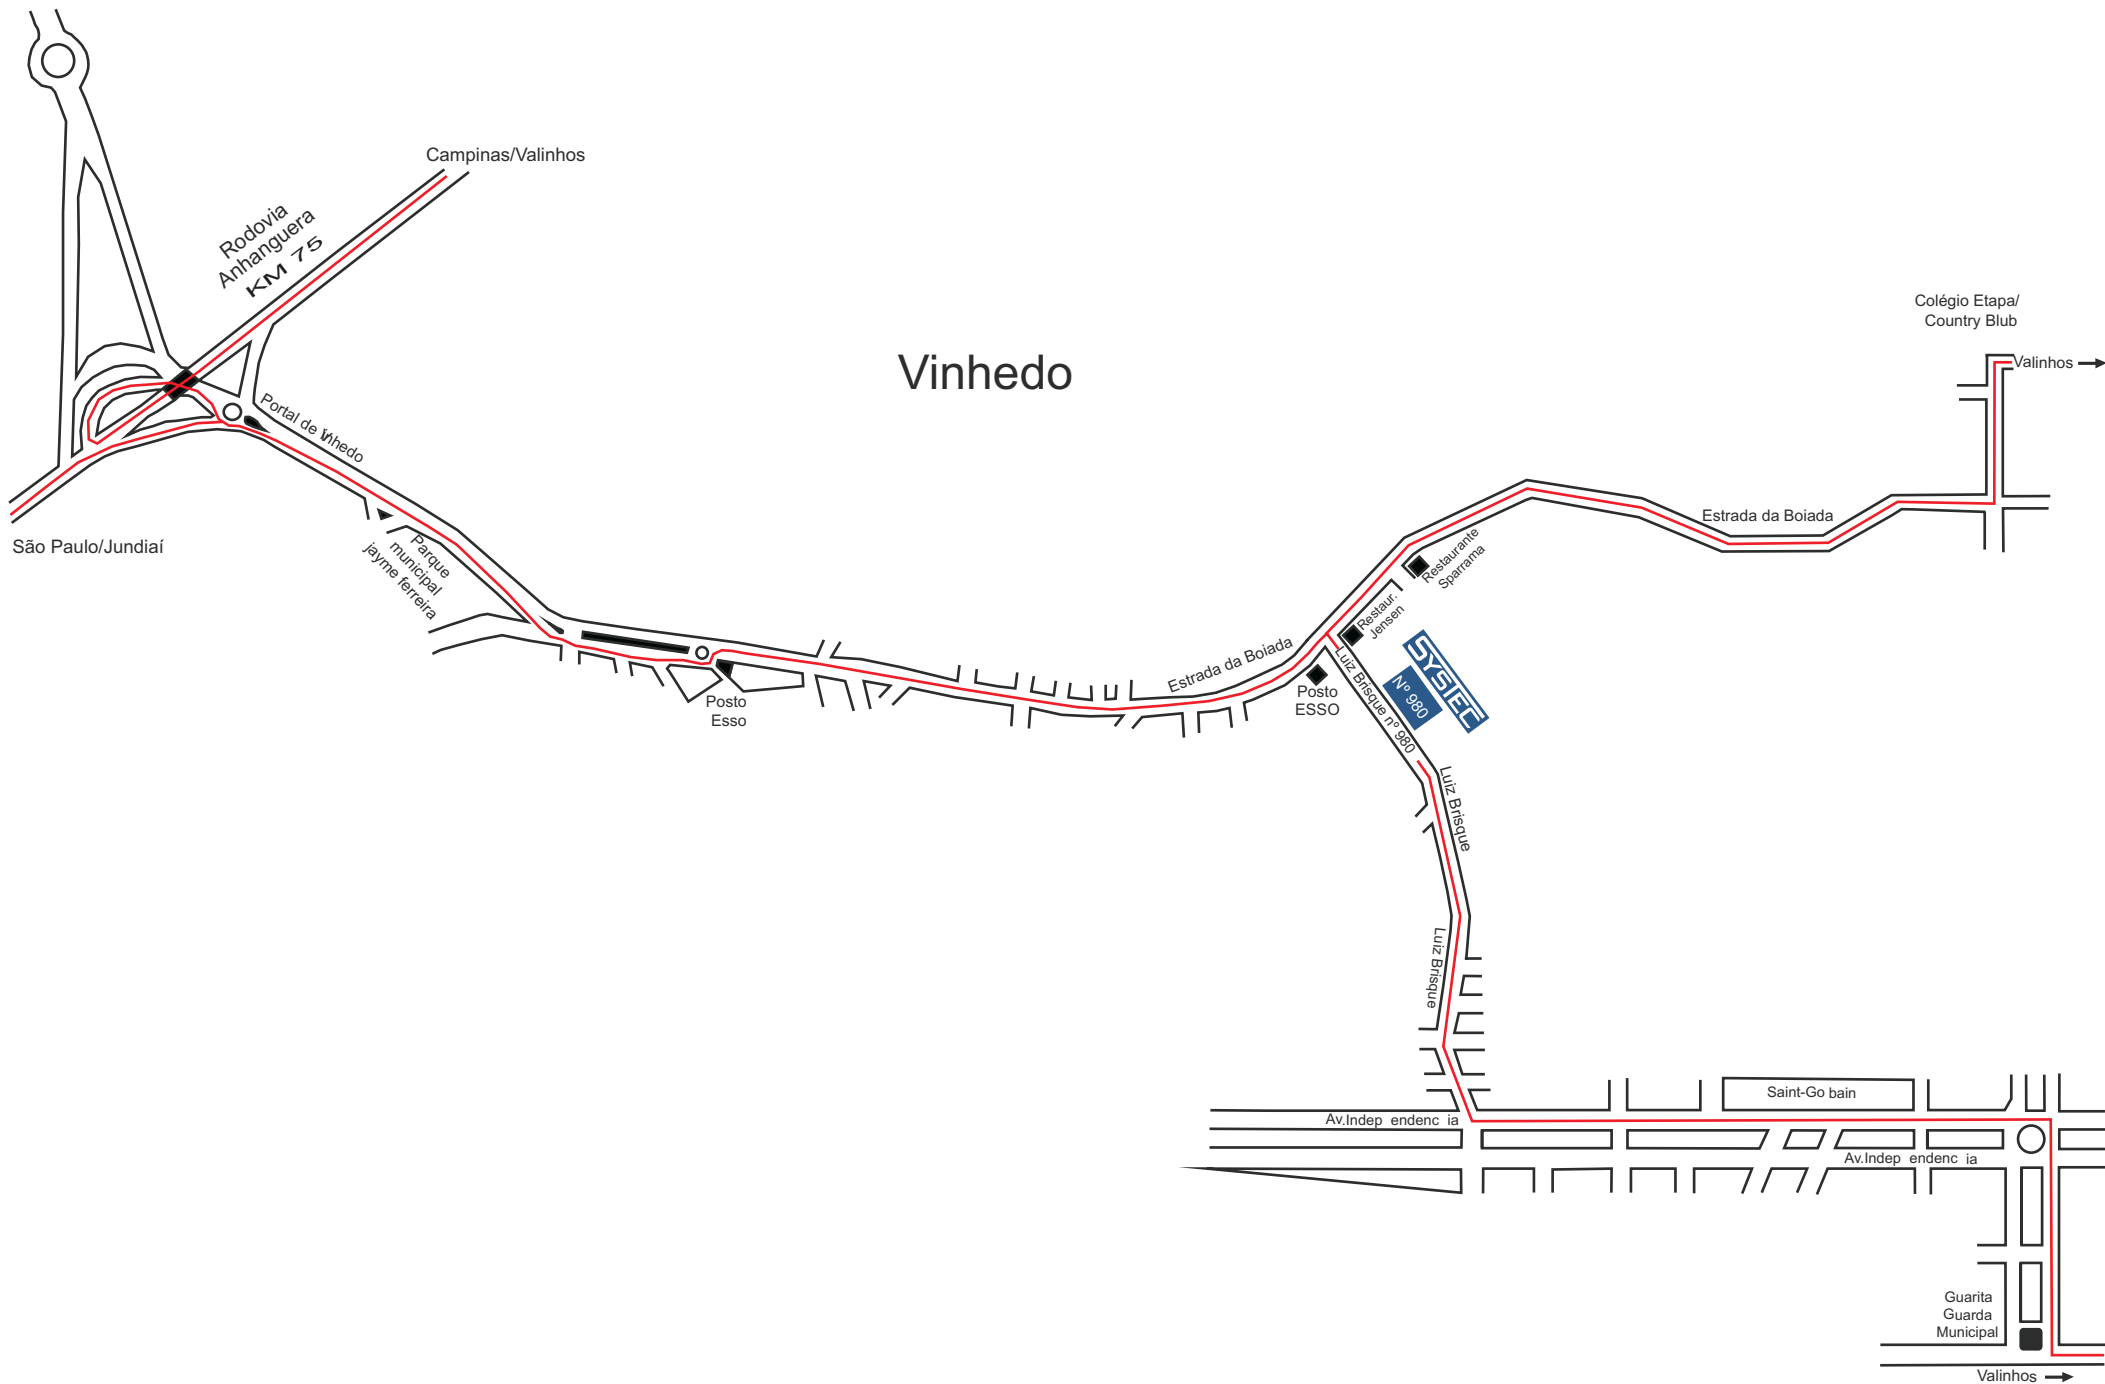 Campinas/Valinhos
Rodovia
Anhanguera
KM 75
Vinhedo
Colégio Etapa/
Country Blub
Valinhos
Portal de Vinhedo
São Paulo/Jundiaí
Parque
municipal
jayme ferreira
Estrada da Boiada
Restaurante
Sparrama
Restaur.
Jensen
Estrada da Boiada
SYSTEC
Nº 980
Posto
Esso
Posto
ESSO
Luiz Brisque nº 980
Luiz Brisque
Luiz Brisque
Saint-Go bain
Av.Indep endenc ia
Av.Indep endenc ia
Guarita
Guarda
Municipal
Valinhos